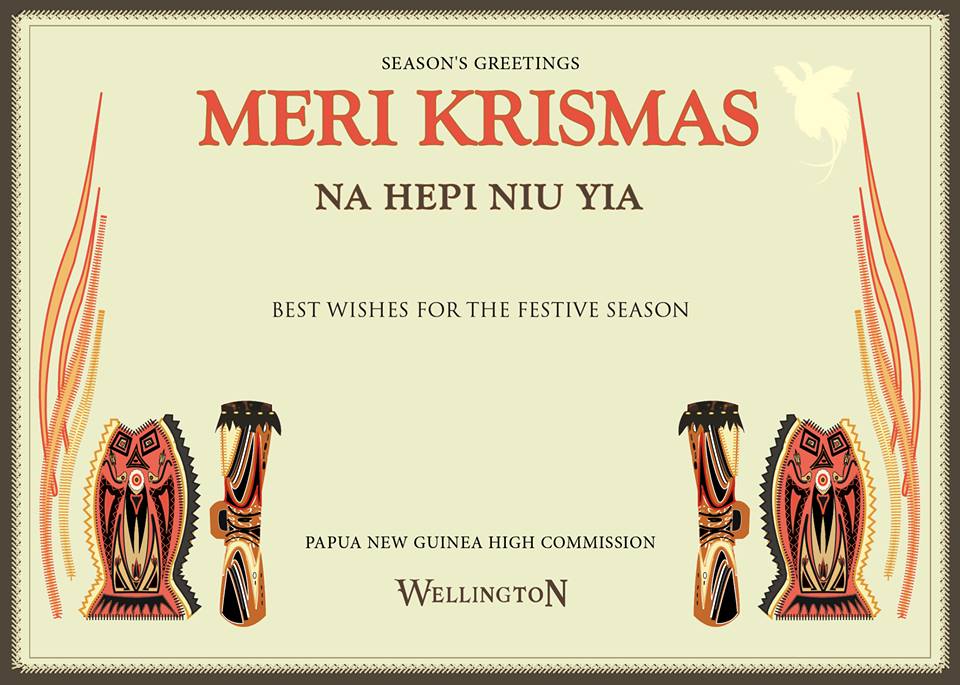 SEASON'S GREETINGS
MERI KRISMAS
NA HEPI NIU YIA
BEST WISHES FOR THE FESTIVE SEASON
PAPUA NEW GUINEA HIGH COMMISSION
WELLINGTON